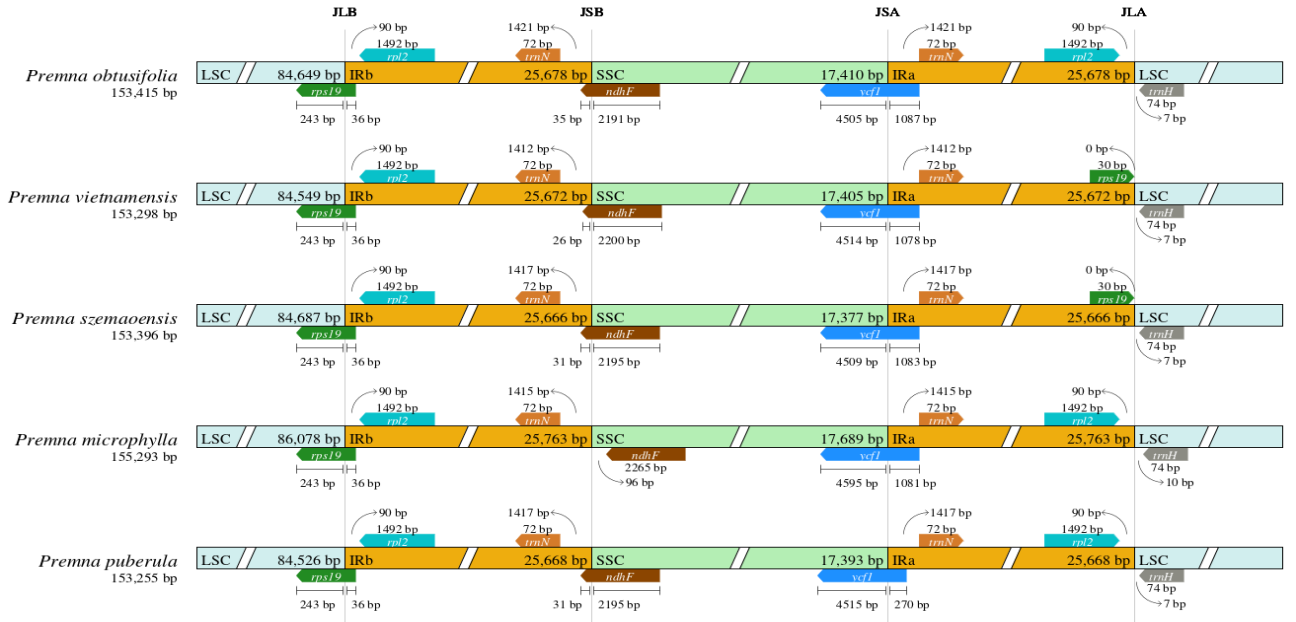 JLB JSB JSA JLA
90 bp 1421 bp 1421 bp 90 bp
1492 bp 72 bp 72 bp 1492 bp
rpl2 trnN trnN rpl2
Premna obtusifolia LSC 84,649 bp IRb 25,678 bp SSC 17,410 bp IRa 25,678 bp LSC
153,415 bp rps19 ndhF ycf1 trnH
74 bp
243 bp 36 bp 35 bp 2191 bp 4505 bp 1087 bp 7 bp
90 bp 1412 bp 1412 bp 0 bp
1492 bp 72 bp 72 bp 30 bp
rpl2 trnN trnN rps19
Premna vietnamensis LSC 84,549 bp IRb 25,672 bp SSC 17,405 bp IRa 25,672 bp LSC
153,298 bp rps19 ndhF ycf1 trnH
74 bp
243 bp 36 bp 26 bp 2200 bp 4514 bp 1078 bp 7 bp
90 bp 1417 bp 1417 bp 0 bp
1492 bp 72 bp 72 bp 30 bp
rpl2 trnN trnN rps19
Premna szemaoensis LSC 84,687 bp IRb 25,666 bp SSC 17,377 bp IRa 25,666 bp LSC
153,396 bp rps19 ndhF ycf1 trnH
74 bp
243 bp 36 bp 31 bp 2195 bp 4509 bp 1083 bp 7 bp
90 bp 1415 bp 1415 bp 90 bp
1492 bp 72 bp 72 bp 1492 bp
rpl2 trnN trnN rpl2
Premna microphylla LSC 86,078 bp IRb 25,763 bp SSC 17,689 bp IRa 25,763 bp LSC
155,293 bp rps19 ndhF ycf1 trnH
2265 bp 74 bp
243 bp 36 bp 96 bp 4595 bp 1081 bp 10 bp
90 bp 1417 bp 1417 bp 90 bp
1492 bp 72 bp 72 bp 1492 bp
rpl2 trnN trnN rpl2
Premna puberula LSC 84,526 bp IRb 25,668 bp SSC 17,393 bp IRa 25,668 bp LSC
153,255 bp rps19 ndhF ycf1 trnH
74 bp
243 bp 36 bp 31 bp 2195 bp 4515 bp 270 bp 7 bp